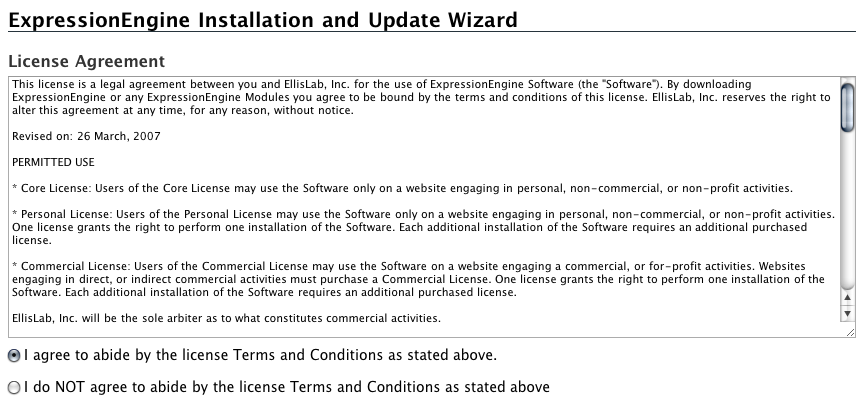 ExpressionEngine Installation and Update Wizard
License Agreement
This license is a legal agreement between you and EllisLab, Inc. for the use of ExpressionEngine Software (the "Software"). By downloading
ExpressionEngine or any ExpressionEngine Modules you agree to be bound by the terms and conditions of this license. EllisLab, Inc. reserves the right to
alter this agreement at any time, for any reason, without notice.
Revised on: 26 March, 2007
PERMITTED USE
* Core License: Users of the Core License may use the Software only on a website engaging in personal, non-commercial, or non-profit activities.
* Personal License: Users of the Personal License may use the Software only on a website engaging in personal, non-commercial, or non-profit activities.
One license grants the right to perform one installation of the Software. Each additional installation of the Software requires an additional purchased
license.
* Commercial License: Users of the Commercial License may use the Software on a website engaging a commercial, or for-profit activities. Websites
engaging in direct, or indirect commercial activities must purchase a Commercial License. One license grants the right to perform one installation of the
Software. Each additional installation of the Software requires an additional purchased license.
EllisLab, Inc. will be the sole arbiter as to what constitutes commercial activities.
I agree to abide by the license Terms and Conditions as stated above.
I do NOT agree to abide by the license Terms and Conditions as stated above